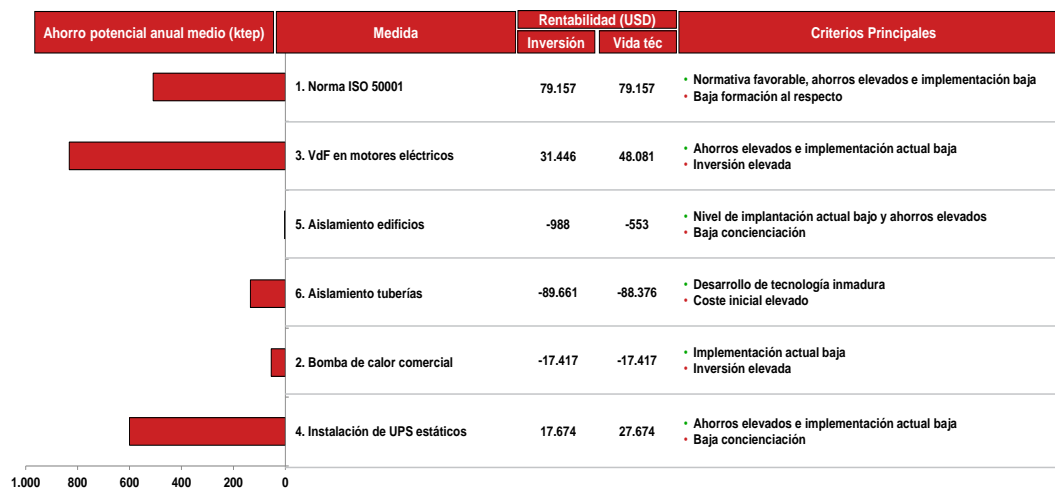 Ahorro potencial anual medio (ktep)
Medida
Rentabilidad (USD)
Inversión
Vida téc
Criterios Principales
1. Norma ISO 50001
79.157
79.157
• Normativa favorable, ahorros elevados e implementación baja
• Baja formación al respecto
3. VdF en motores eléctricos
31.446
48.081
• Ahorros elevados e implementación actual baja
• Inversión elevada
5. Aislamiento edificios
-988
-553
• Nivel de implantación actual bajo y ahorros elevados
• Baja concienciación
6. Aislamiento tuberías
-89.661
-88.376
• Desarrollo de tecnología inmadura
• Coste inicial elevado
2. Bomba de calor comercial
-17.417
-17.417
• Implementación actual baja
• Inversión elevada
4. Instalación de UPS estáticos
17.674
27.674
• Ahorros elevados e implementación actual baja
• Baja concienciación
1.000 800 600 400 200 0